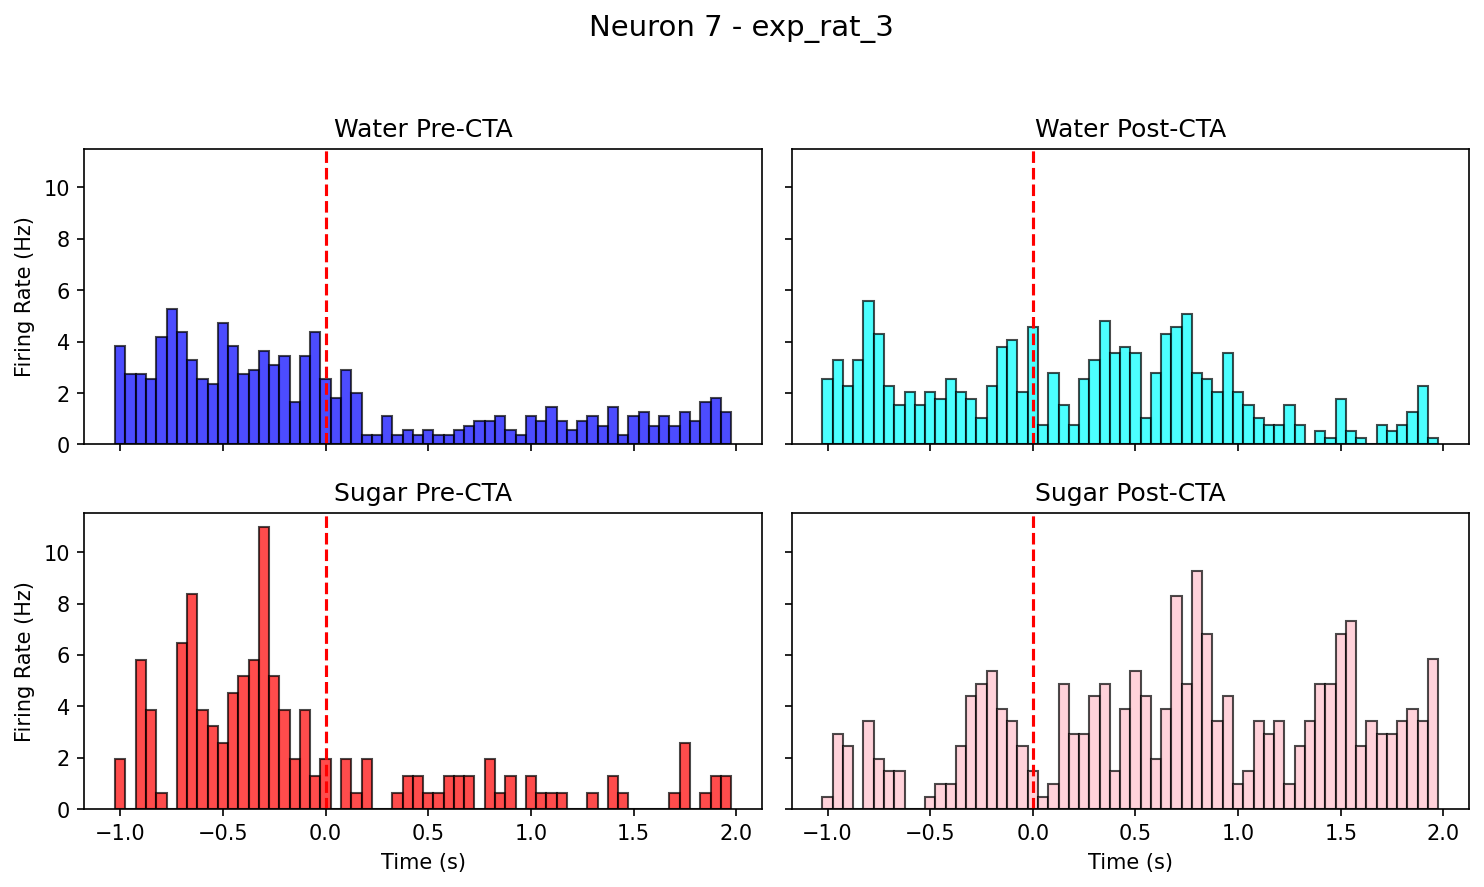 Neuron 7 - exp_rat_3
Water Pre-CTA
Water Post-CTA
Firing Rate (Hz)
10
8
6
4
2
0
Sugar Pre-CTA
Sugar Post-CTA
Firing Rate (Hz)
10
8
6
4
2
0
−1.0 −0.5 0.0 0.5 1.0 1.5 2.0
−1.0 −0.5 0.0 0.5 1.0 1.5 2.0
Time (s)
Time (s)